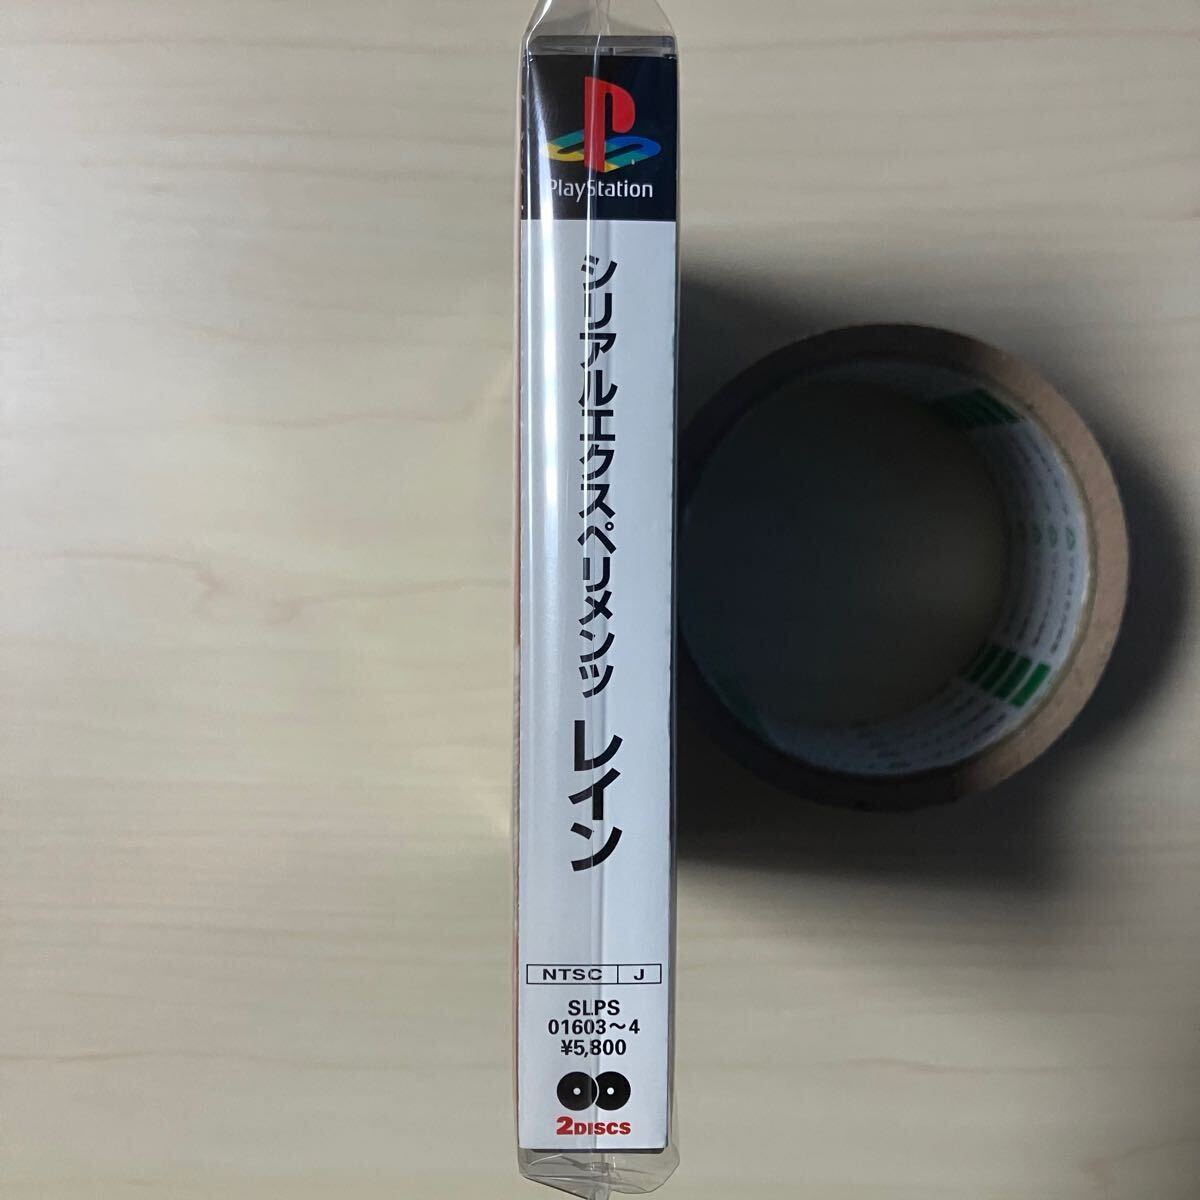 PlayStation
シリアルエクスペリメンツ レイン
NTSC J
SLPS
01603～4
¥5,800
2DISCS